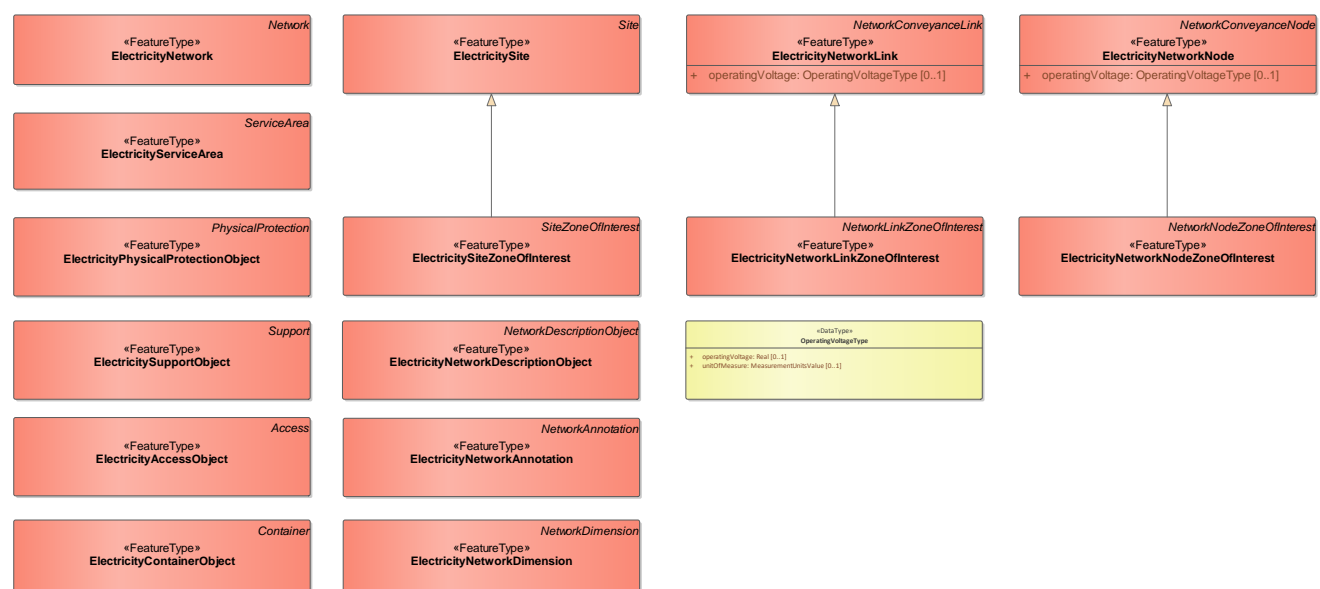 Network
«FeatureType»
ElectricityNetwork
Site
«FeatureType»
ElectricitySite
NetworkConveyanceLink
«FeatureType»
ElectricityNetworkLink
+ operatingVoltage: OperatingVoltageType [0..1]
NetworkConveyanceNode
«FeatureType»
ElectricityNetworkNode
+ operatingVoltage: OperatingVoltageType [0..1]
ServiceArea
«FeatureType»
ElectricityServiceArea
PhysicalProtection
«FeatureType»
ElectricityPhysicalProtectionObject
SiteZoneOfInterest
«FeatureType»
ElectricitySiteZoneOfInterest
NetworkLinkZoneOfInterest
«FeatureType»
ElectricityNetworkLinkZoneOfInterest
NetworkNodeZoneOfInterest
«FeatureType»
ElectricityNetworkNodeZoneOfInterest
Support
«FeatureType»
ElectricitySupportObject
NetworkDescriptionObject
«FeatureType»
ElectricityNetworkDescriptionObject
«DataType»
OperatingVoltageType
+ operatingVoltage: Real [0..1]
+ unitOfMeasure: MeasurementUnitsValue [0..1]
Access
«FeatureType»
ElectricityAccessObject
NetworkAnnotation
«FeatureType»
ElectricityNetworkAnnotation
Container
«FeatureType»
ElectricityContainerObject
NetworkDimension
«FeatureType»
ElectricityNetworkDimension